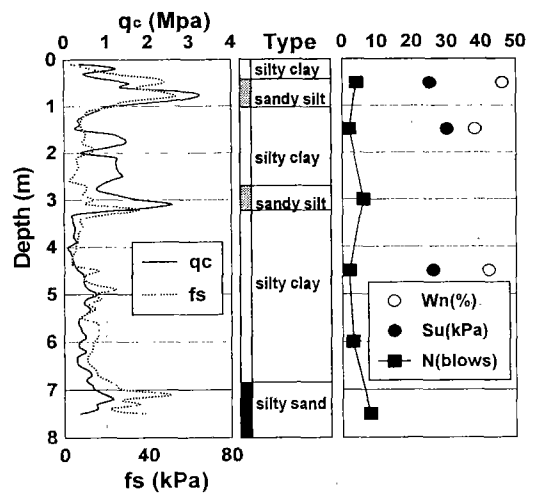 qc (Mpa)
Type
0 1 2 3 4
0 10 20 30 40 50
0
1
2
3
4
5
6
7
8
Depth (m)
silty clay
sandy silt
silty clay
sandy silt
silty clay
silty sand
qc
fs
Wn(%)
Su(kPa)
N(blows)
0 40 80
fs (kPa)